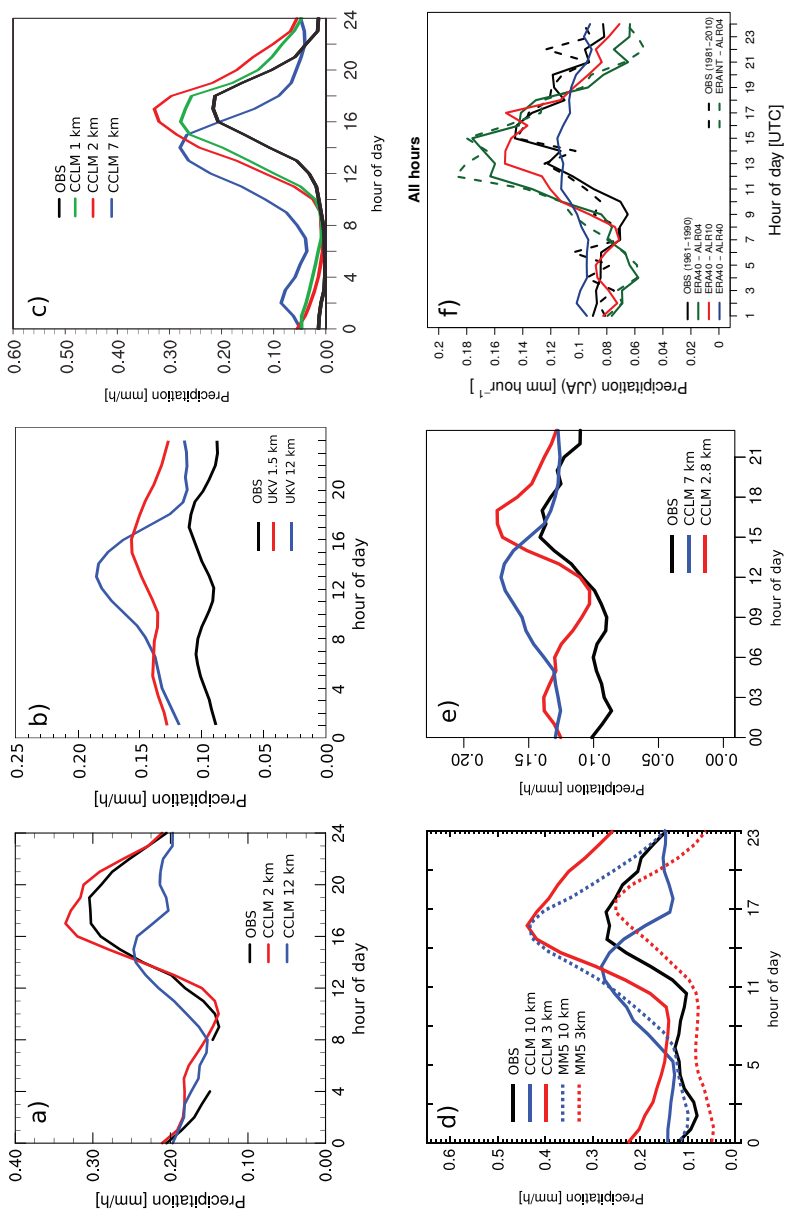 a)
Precipitation [mm/h]
0.40
0.30
0.20
0.10
0.00
OBS
CCLM 2 km
CCLM 12 km
0 4 8 12 16 20 24
hour of day
b)
Precipitation [mm/h]
0.25
0.20
0.15
0.10
0.05
0.00
OBS
UKV 1.5 km
UKV 12 km
0 4 8 12 16 20
hour of day
c)
Precipitation [mm/h]
0.60
0.50
0.40
0.30
0.20
0.10
0.00
OBS
CCLM 1 km
CCLM 2 km
CCLM 7 km
0 4 8 12 16 20 24
hour of day
d)
Precipitation [mm/h]
0.6
0.5
0.4
0.3
0.2
0.1
0.0
OBS
CCLM 10 km
CCLM 3 km
MM5 10 km
MM5 3km
0 5 11 17 23
hour of day
e)
Precipitation [mm/h]
0.20
0.15
0.10
0.05
0.00
OBS
CCLM 7 km
CCLM 2.8 km
00 03 06 09 12 15 18 21
hour of day
f)
All hours
Precipitation (JJA) [mm hour⁻¹ ]
0.2
0.18
0.16
0.14
0.12
0.1
0.08
0.06
0.04
0.02
0
OBS (1961−1990)
ERA40 − ALR04
ERA40 − ALR10
ERA40 − ALR40
OBS (1981−2010)
ERAINT − ALR04
1 3 5 7 9 11 13 15 17 19 21 23
Hour of day [UTC]